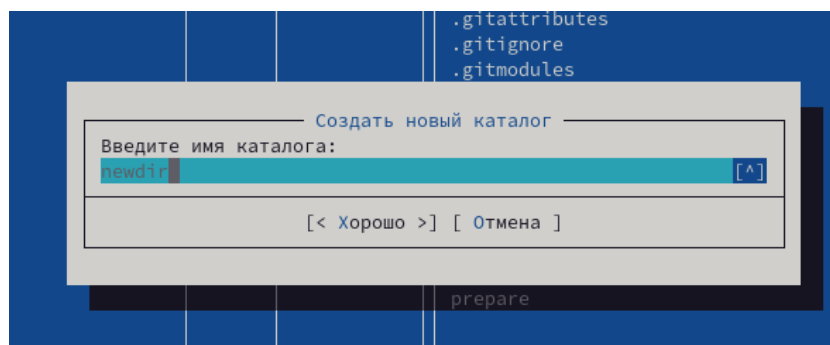 .gitattributes
.gitignore
.gitmodules
Создать новый каталог
Введите имя каталога:
newdir [^]
[< Хорошо >] [ Отмена ]
prepare